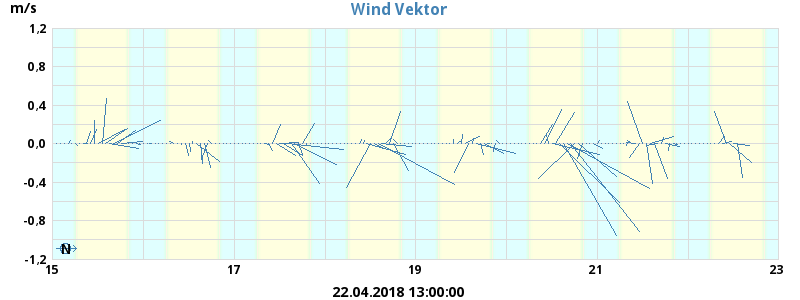 m/s
Wind Vektor
1,2
0,8
0,4
0,0
-0,4
-0,8
-1,2
N
15 17 19 21 23
22.04.2018 13:00:00